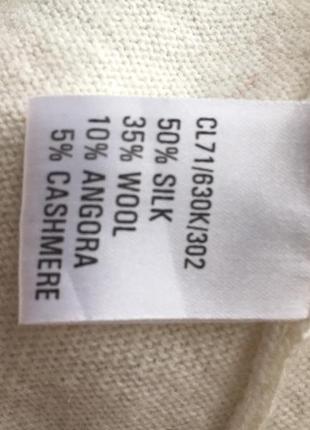 CL71/630K/302
50% SILK
35% WOOL
10% ANGORA
5% CASHMERE